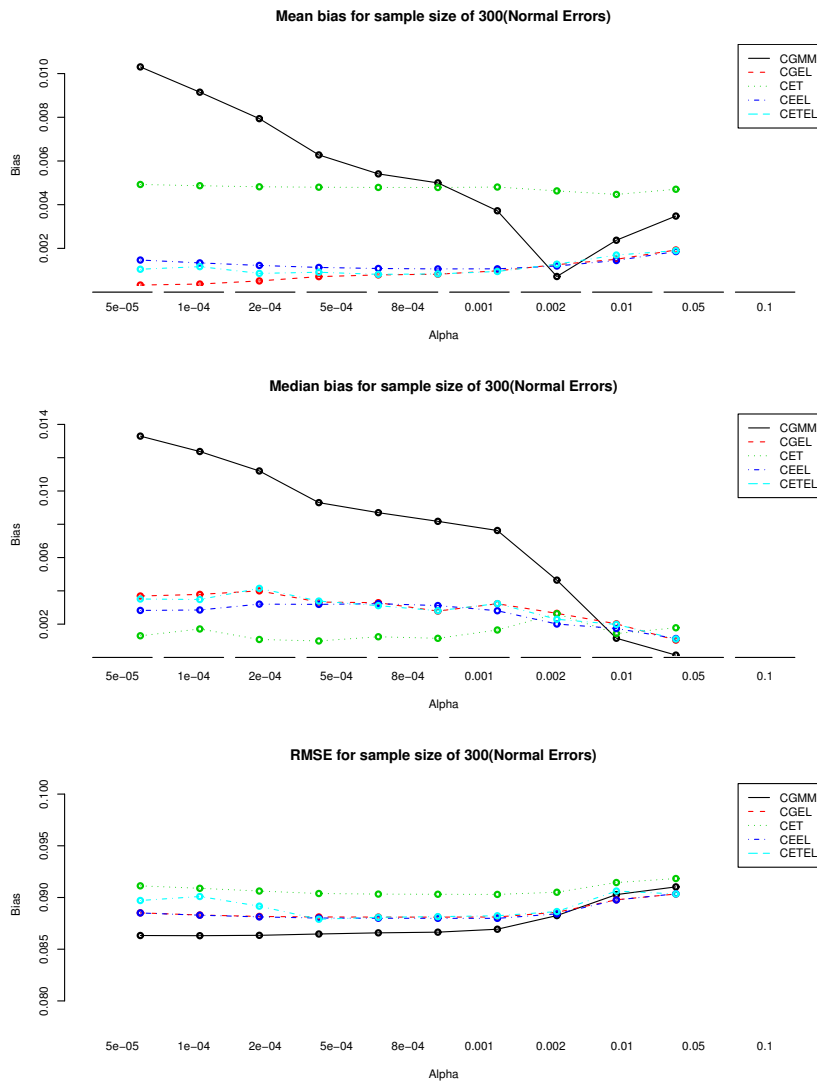 Mean bias for sample size of 300(Normal Errors)
CGMM
CGEL
CET
CEEL
CETEL
Bias
0.010
0.008
0.006
0.004
0.002
5e−05 1e−04 2e−04 5e−04 8e−04 0.001 0.002 0.01 0.05 0.1
Alpha
Median bias for sample size of 300(Normal Errors)
CGMM
CGEL
CET
CEEL
CETEL
Bias
0.014
0.010
0.006
0.002
5e−05 1e−04 2e−04 5e−04 8e−04 0.001 0.002 0.01 0.05 0.1
Alpha
RMSE for sample size of 300(Normal Errors)
CGMM
CGEL
CET
CEEL
CETEL
Bias
0.100
0.095
0.090
0.085
0.080
5e−05 1e−04 2e−04 5e−04 8e−04 0.001 0.002 0.01 0.05 0.1
Alpha